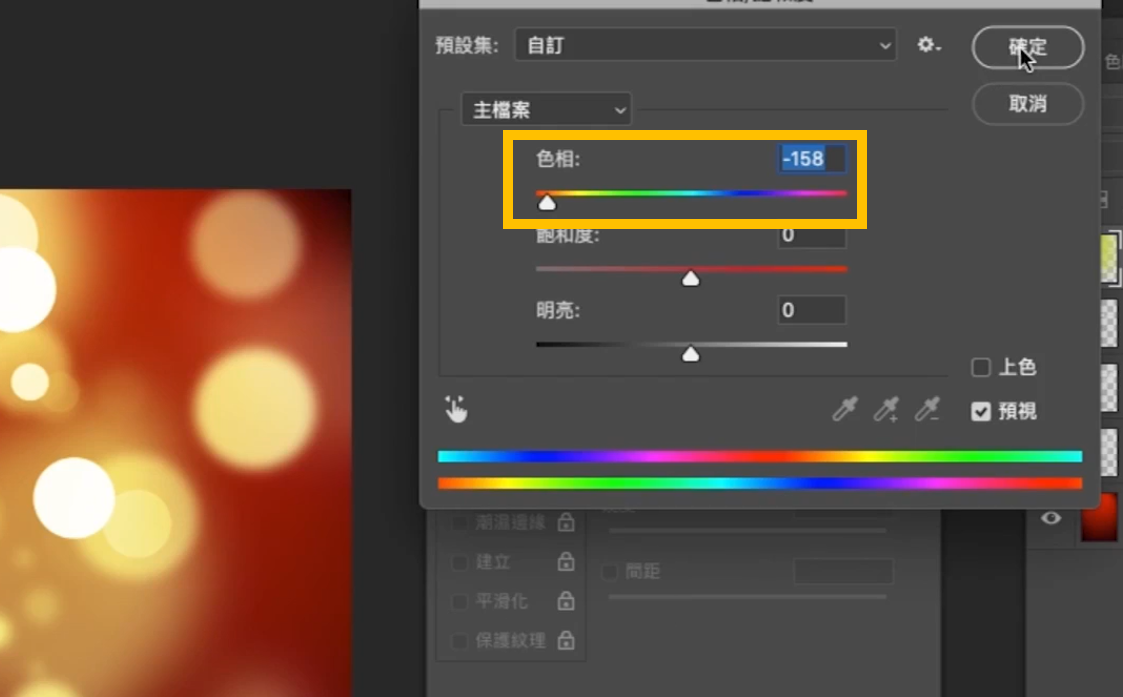 預設集: 自訂
確定
取消
主檔案
色相: -158
飽和度: 0
明亮: 0
上色
預視
潮濕邊緣
建立
間距
平滑化
保護紋理
色